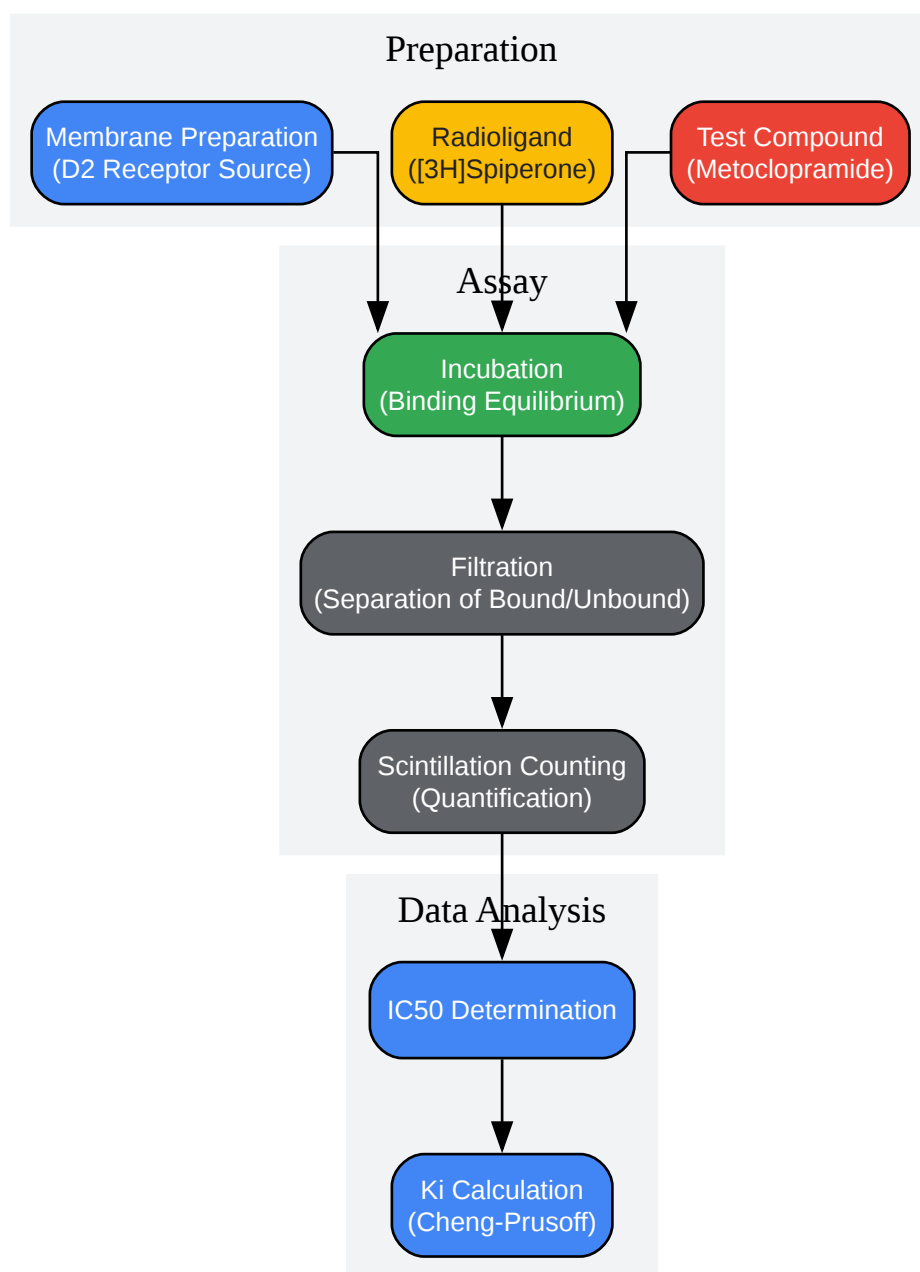 Preparation
Membrane Preparation
(D2 Receptor Source)
Radioligand
([3H]Spiperone)
Test Compound
(Metoclopramide)
Assay
Incubation
(Binding Equilibrium)
Filtration
(Separation of Bound/Unbound)
Scintillation Counting
(Quantification)
Data Analysis
IC50 Determination
Ki Calculation
(Cheng-Prusoff)